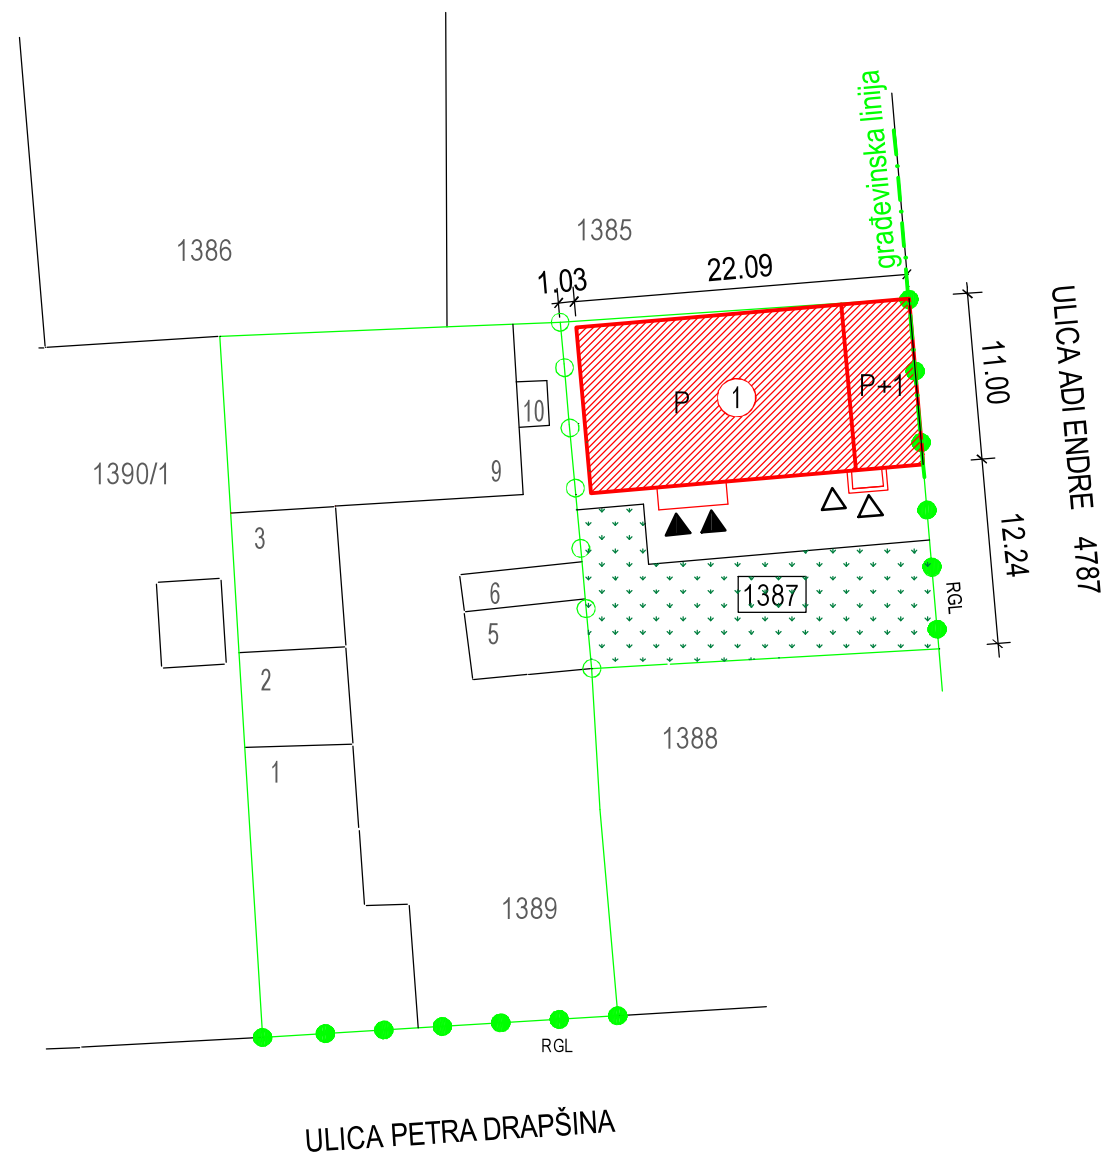 građevinska linija
1386
1385
1.03
22.09
ULICA ADI ENDRE 4787
11.00
P
1
P+1
10
9
1390/1
3
12.24
6
5
1387
RGL
2
1
1388
1389
RGL
ULICA PETRA DRAPŠINA